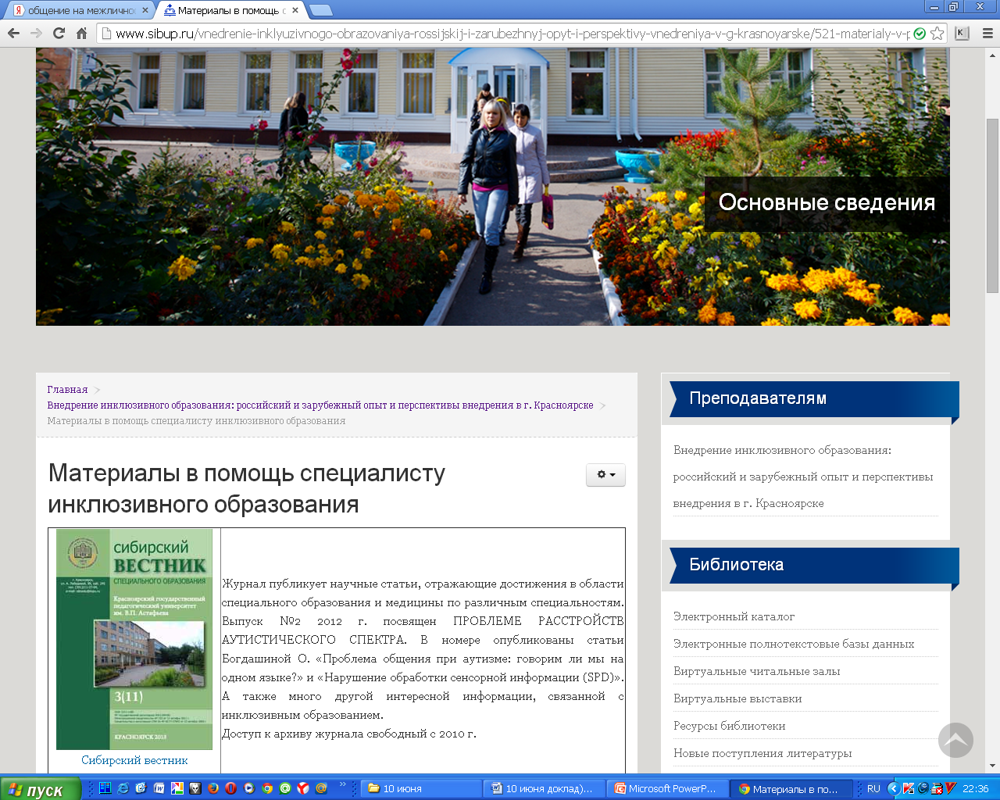 общение на межлично
Материалы в помощь с
www.sibup.ru/vnedrenie-inklyuzivnogo-obrazovaniya-rossijskij-i-zarubezhnyj-opyt-i-perspektivy-vnedreniya-v-g-krasnoyarske/521-materialy-v-p
Основные сведения
Главная
Внедрение инклюзивного образования: российский и зарубежный опыт и перспективы внедрения в г. Красноярске
Материалы в помощь специалисту инклюзивного образования
Материалы в помощь специалисту
инклюзивного образования
сибирский
ВЕСТНИК
СПЕЦИАЛЬНОГО ОБРАЗОВАНИЯ
Красноярский государственный
педагогический университет
им. В.П. Астафьева
3(11)
КРАСНОЯРСК 2013
Сибирский вестник
Журнал публикует научные статьи, отражающие достижения в области
специального образования и медицины по различным специальностям.
Выпуск №2 2012 г. посвящен ПРОБЛЕМЕ РАССТРОЙСТВ
АУТИСТИЧЕСКОГО СПЕКТРА. В номере опубликованы статьи
Богдашиной О. «Проблема общения при аутизме: говорим ли мы на
одном языке?» и «Нарушение обработки сенсорной информации (SPD)».
А также много другой интересной информации, связанной с
инклюзивным образованием.
Доступ к архиву журнала свободный с 2010 г.
Преподавателям
Внедрение инклюзивного образования:
российский и зарубежный опыт и перспективы
внедрения в г. Красноярске
Библиотека
Электронный каталог
Электронные полнотекстовые базы данных
Виртуальные читальные залы
Виртуальные выставки
Ресурсы библиотеки
Новые поступления литературы
пуск
10 июня
10 июня доклад)...
Microsoft PowerP...
Материалы в по...
RU
22:36